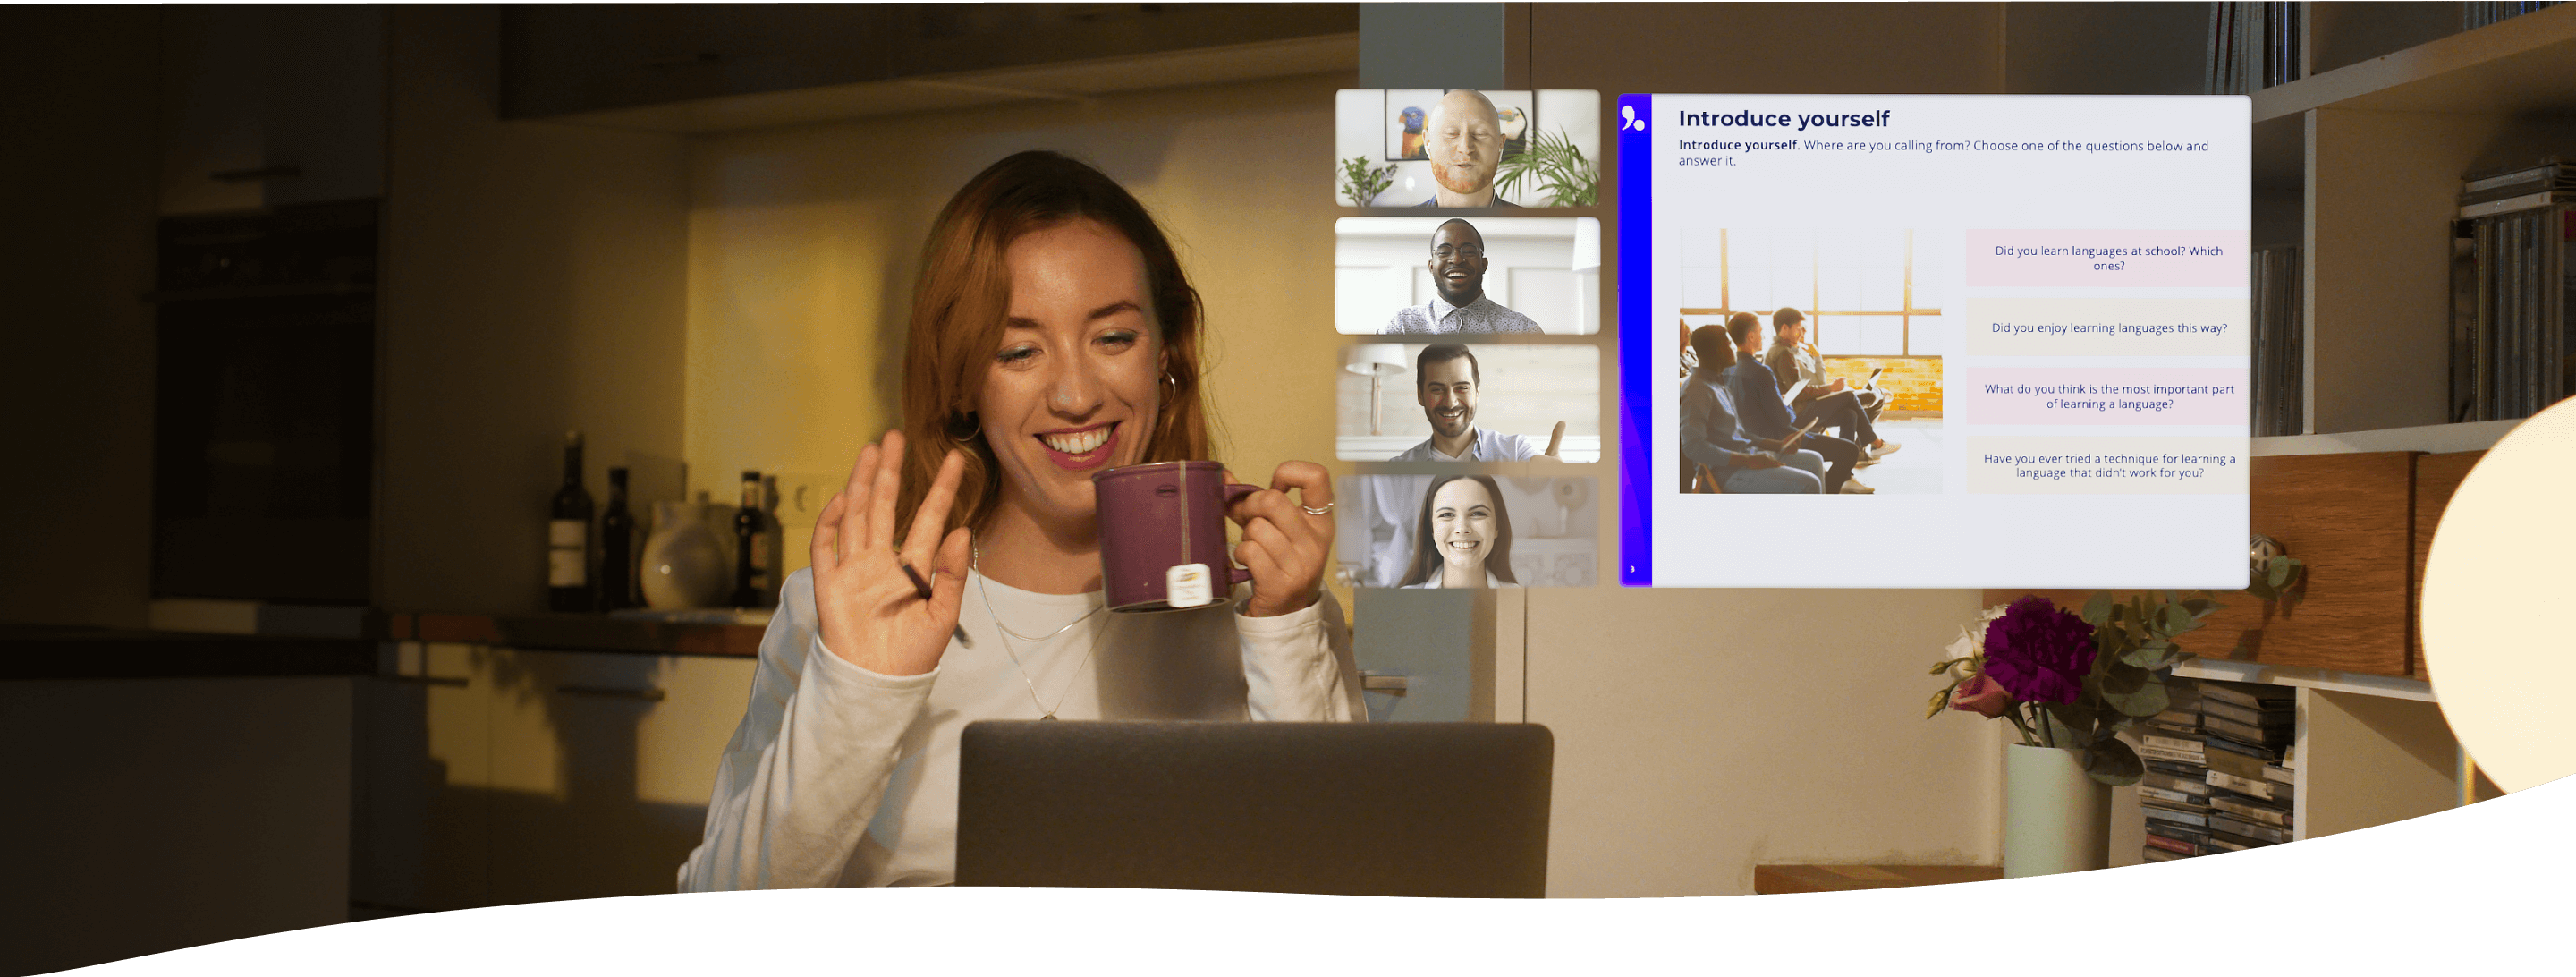 Introduce yourself
Introduce yourself. Where are you calling from? Choose one of the questions below and
answer it.
Did you learn languages at school? Which
ones?
Did you enjoy learning languages this way?
What do you think is the most important part
of learning a language?
Have you ever tried a technique for learning a
language that didn't work for you?
3